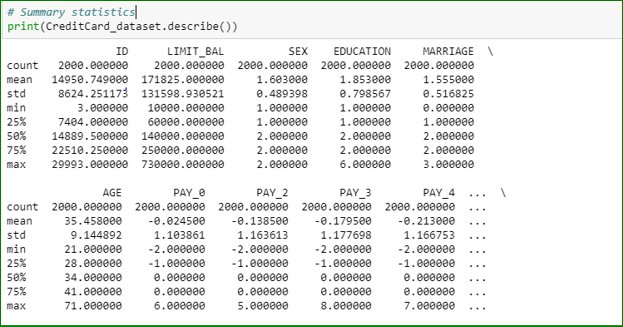 # Summary statistics
print(CreditCard_dataset.describe())
ID LIMIT_BAL SEX EDUCATION MARRIAGE \
count 2000.000000 2000.000000 2000.000000 2000.000000 2000.000000
mean 14950.749000 171825.000000 1.603000 1.853000 1.555000
std 8624.251173 131598.930521 0.489398 0.798567 0.516825
min 3.000000 10000.000000 1.000000 1.000000 0.000000
25% 7404.000000 60000.000000 1.000000 1.000000 1.000000
50% 14889.500000 140000.000000 2.000000 2.000000 2.000000
75% 22510.250000 250000.000000 2.000000 2.000000 2.000000
max 29993.000000 730000.000000 2.000000 6.000000 3.000000
AGE PAY_0 PAY_2 PAY_3 PAY_4 ... \
count 2000.000000 2000.000000 2000.000000 2000.000000 2000.000000 ...
mean 35.458000 -0.024500 -0.138500 -0.179500 -0.213000 ...
std 9.144892 1.103861 1.163613 1.177698 1.166753 ...
min 21.000000 -2.000000 -2.000000 -2.000000 -2.000000 ...
25% 28.000000 -1.000000 -1.000000 -1.000000 -1.000000 ...
50% 34.000000 0.000000 0.000000 0.000000 0.000000 ...
75% 41.000000 0.000000 0.000000 0.000000 0.000000 ...
max 71.000000 6.000000 5.000000 8.000000 7.000000 ...